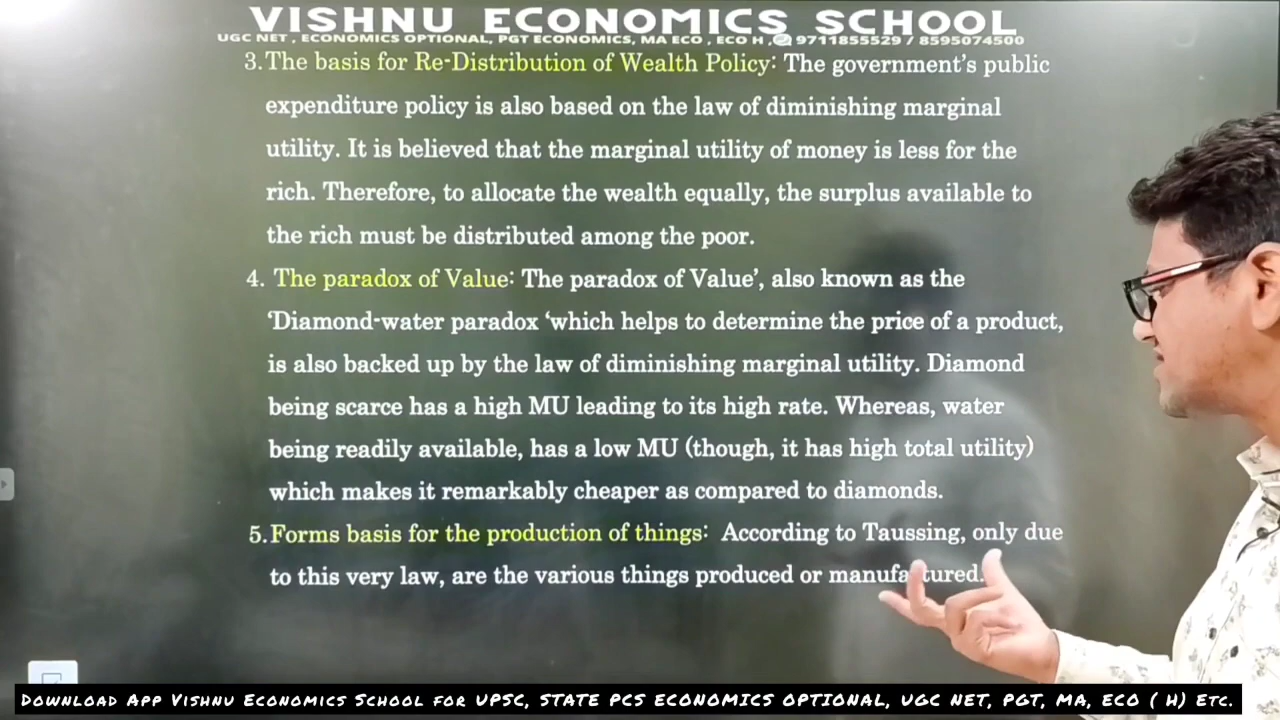 VISHNU ECONOMICS SCHOOL
UGC NET , ECONOMICS OPTIONAL, PGT ECONOMICS, MA ECO , ECO H , 9711855529 / 8595074500
3. The basis for Re-Distribution of Wealth Policy: The government's public
expenditure policy is also based on the law of diminishing marginal
utility. It is believed that the marginal utility of money is less for the
rich. Therefore, to allocate the wealth equally, the surplus available to
the rich must be distributed among the poor.
4. The paradox of Value: The paradox of Value', also known as the
'Diamond-water paradox 'which helps to determine the price of a product,
is also backed up by the law of diminishing marginal utility. Diamond
being scarce has a high MU leading to its high rate. Whereas, water
being readily available, has a low MU (though, it has high total utility)
which makes it remarkably cheaper as compared to diamonds.
5. Forms basis for the production of things: According to Taussing, only due
to this very law, are the various things produced or manufactured.
DOWNLOAD APP VISHNU ECONOMICS SCHOOL FOR UPSC, STATE PCS ECONOMICS OPTIONAL, UGC NET, PGT, MA, ECO ( H) ETC.